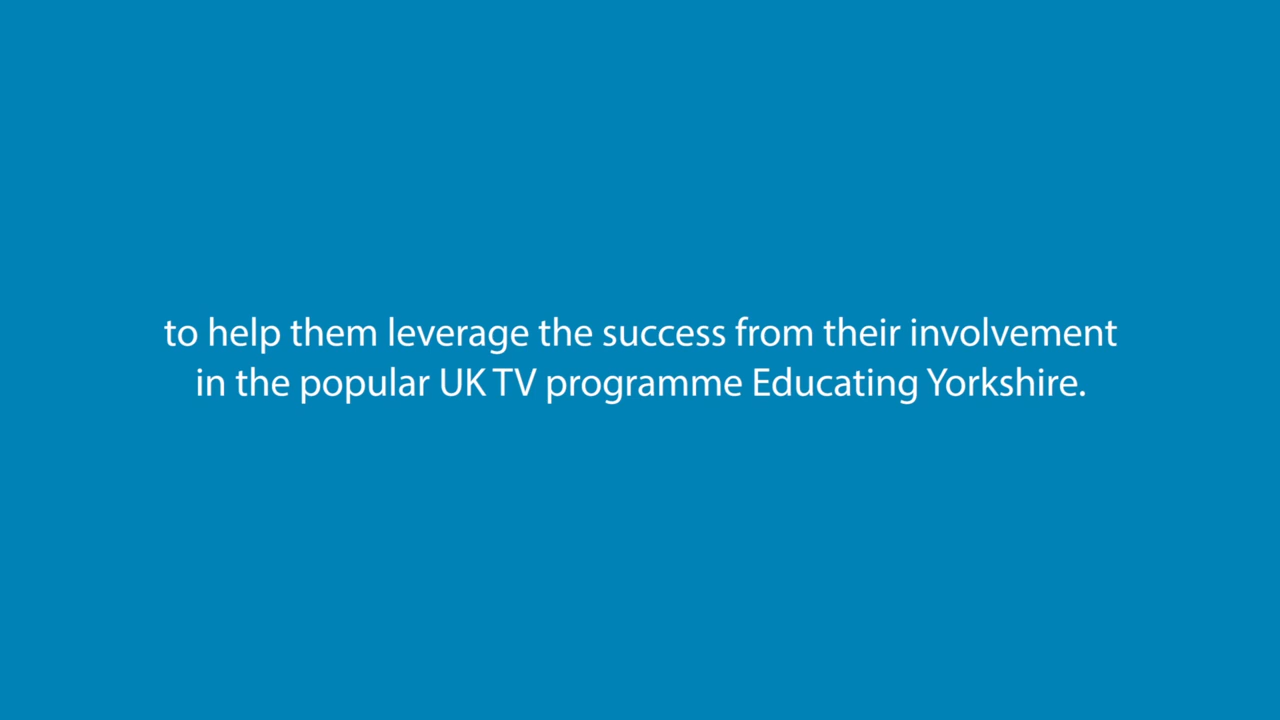 to help them leverage the success from their involvement
in the popular UK TV programme Educating Yorkshire.